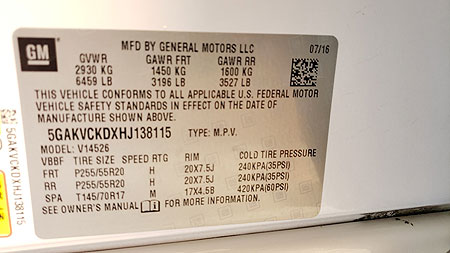 GM
MFD BY GENERAL MOTORS LLC 07/16
GVWR GAWR FRT GAWR RR
2930 KG 1450 KG 1600 KG
6459 LB 3196 LB 3527 LB
THIS VEHICLE CONFORMS TO ALL APPLICABLE U.S. FEDERAL MOTOR
VEHICLE SAFETY STANDARDS IN EFFECT ON THE DATE OF
MANUFACTURE SHOWN ABOVE.
5GAKVCKDXHJ138115 TYPE: M.P.V.
MODEL: V14526
VBBF TIRE SIZE SPEED RTG RIM COLD TIRE PRESSURE
FRT P255/55R20 H 20X7.5J 240KPA(35PSI)
RR P255/55R20 H 20X7.5J 240KPA(35PSI)
SPA T145/70R17 M 17X4.5B 420KPA(60PSI)
SEE OWNER'S MANUAL FOR MORE INFORMATION.
5GAKVCKDXHJ138115